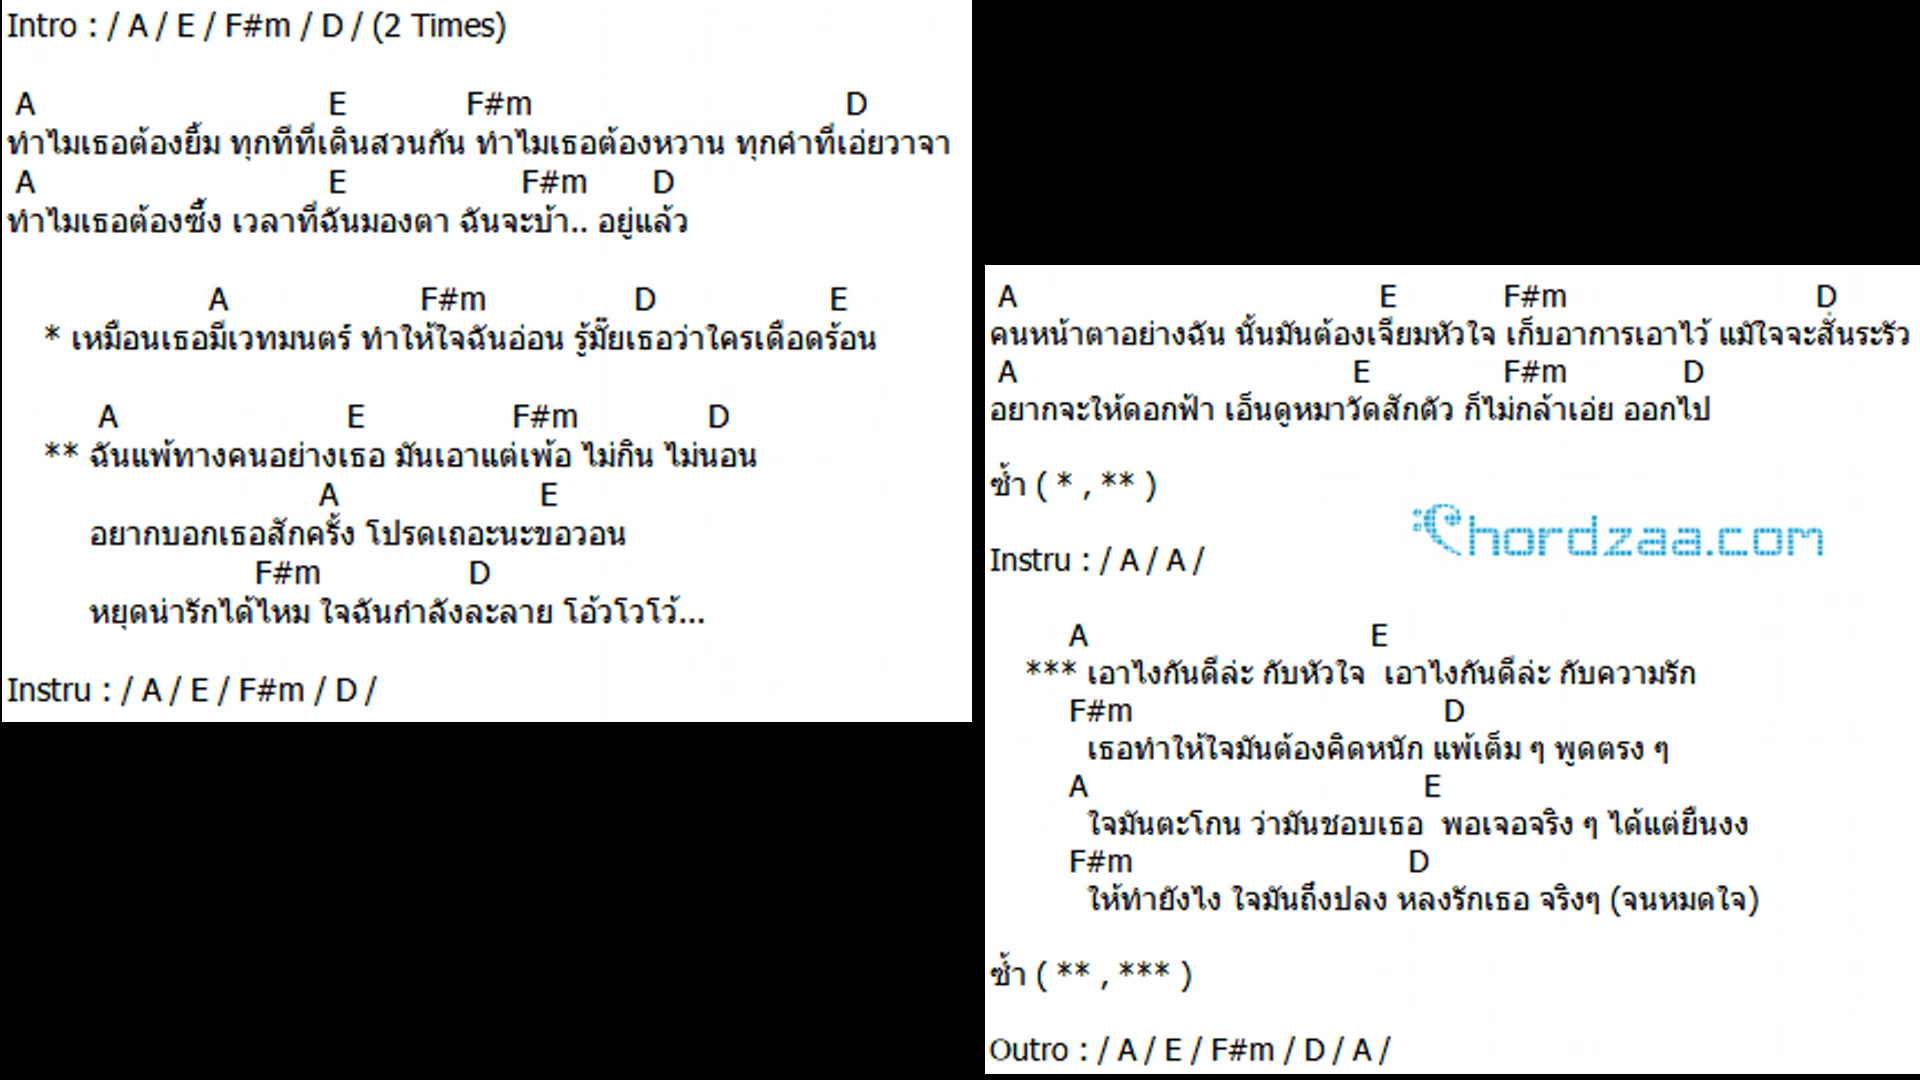 Intro : / A / E / F#m / D / (2 Times)
A E F#m D
ทำไมเธอต้องยิ้ม ทุกทีที่เดินสวนกัน ทำไมเธอต้องหวาน ทุกคำที่เอ่ยวาจา
A E F#m D
ทำไมเธอต้องซึ้ง เวลาที่ฉันมองตา ฉันจะบ้า.. อยู่แล้ว
A F#m D E
* เหมือนเธอมีเวทมนตร์ ทำให้ใจฉันอ่อน รู้มั๊ยเธอว่าใครเดือดร้อน
A E F#m D
** ฉันแพ้ทางคนอย่างเธอ มันเอาแต่เพ้อ ไม่กิน ไม่นอน
A E
อยากบอกเธอสักครั้ง โปรดเถอะนะขอวอน
F#m D
หยุดน่ารักได้ไหม ใจฉันกำลังละลาย โอ้วโวโว้...
Instru : / A / E / F#m / D /
A E F#m D
คนหน้าตาอย่างฉัน นั้นมันต้องเจียมหัวใจ เก็บอาการเอาไว้ แม้ใจจะสั่นระรัว
A E F#m D
อยากจะให้ดอกฟ้า เอ็นดูหมาวัดสักตัว ก็ไม่กล้าเอ่ย ออกไป
ซ้ำ ( * , ** )
Chordzaa.com
Instru : / A / A /
A E
*** เอาไงกันดีล่ะ กับหัวใจ เอาไงกันดีล่ะ กับความรัก
F#m D
เธอทำให้ใจมันต้องคิดหนัก แพ้เต็ม ๆ พูดตรง ๆ
A E
ใจมันตะโกน ว่ามันชอบเธอ พอเจอจริง ๆ ได้แต่ยืนงง
F#m D
ให้ทำยังไง ใจมันถึงปลง หลงรักเธอ จริงๆ (จนหมดใจ)
ซ้ำ ( ** , *** )
Outro : / A / E / F#m / D / A /